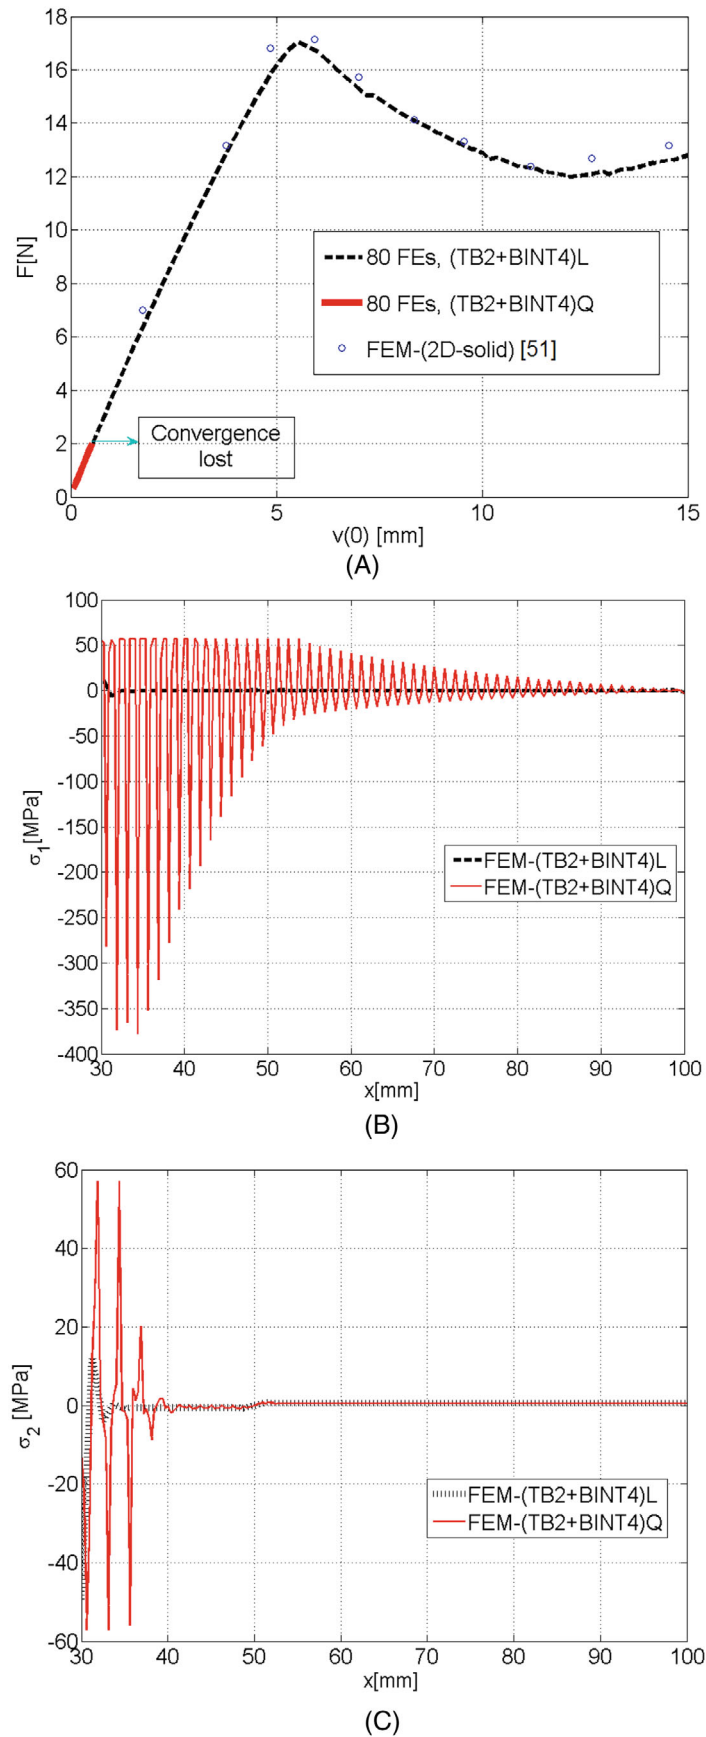 18
16
14
12
10
8
6
4
2
0
F[N]
80 FEs, (TB2+BINT4)L
80 FEs, (TB2+BINT4)Q
FEM-(2D-solid) [51]
Convergence
lost
0 5 10 15
v(0) [mm]
(A)
100
50
0
-50
-100
-150
-200
-250
-300
-350
-400
σ1[MPa]
FEM-(TB2+BINT4)L
FEM-(TB2+BINT4)Q
30 40 50 60 70 80 90 100
x[mm]
(B)
60
40
20
0
-20
-40
-60
σ2 [MPa]
FEM-(TB2+BINT4)L
FEM-(TB2+BINT4)Q
30 40 50 60 70 80 90 100
x[mm]
(C)